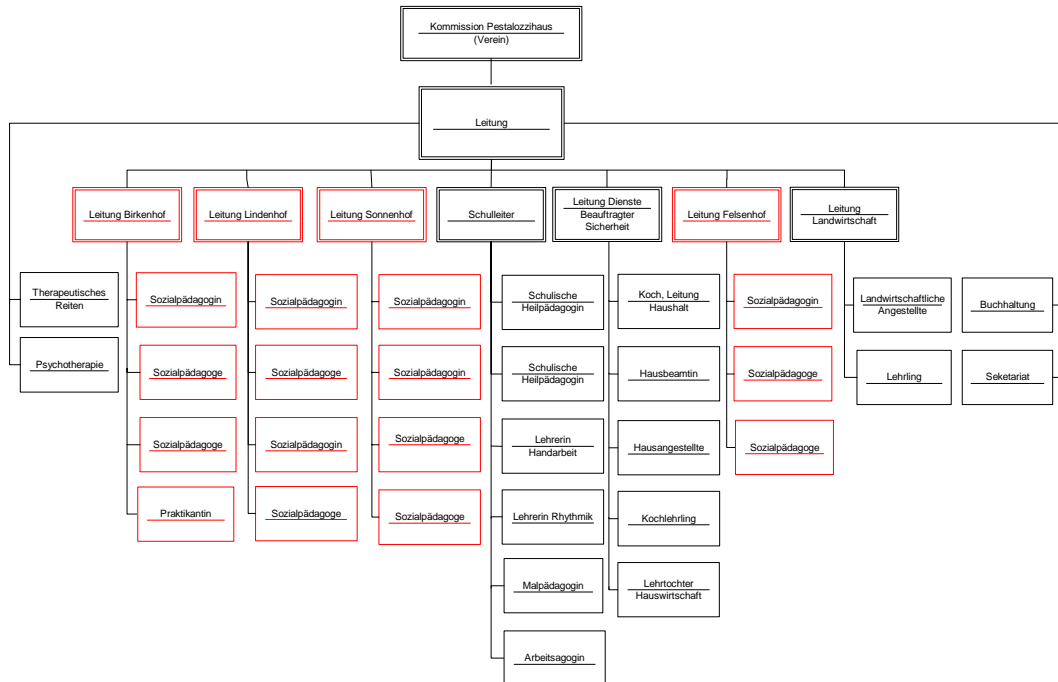 Kommission Pestalozzihaus
(Verein)
Leitung
Leitung Birkenhof
Leitung Lindenhof
Leitung Sonnenhof
Schulleiter
Leitung Dienste
Beauftragter
Sicherheit
Leitung Felsenhof
Leitung
Landwirtschaft
Therapeutisches
Reiten
Sozialpädagogin
Sozialpädagogin
Sozialpädagogin
Schulische
Heilpädagogin
Koch, Leitung
Haushalt
Sozialpädagogin
Landwirtschaftliche
Angestellte
Buchhaltung
Psychotherapie
Sozialpädagoge
Sozialpädagoge
Sozialpädagogin
Schulische
Heilpädagogin
Hausbeamtin
Sozialpädagoge
Lehrling
Seketariat
Sozialpädagoge
Sozialpädagogin
Sozialpädagoge
Lehrerin
Handarbeit
Hausangestellte
Sozialpädagoge
Praktikantin
Sozialpädagoge
Sozialpädagoge
Lehrerin Rhythmik
Kochlehrling
Malpädagogin
Lehrtochter
Hauswirtschaft
Arbeitsagogin